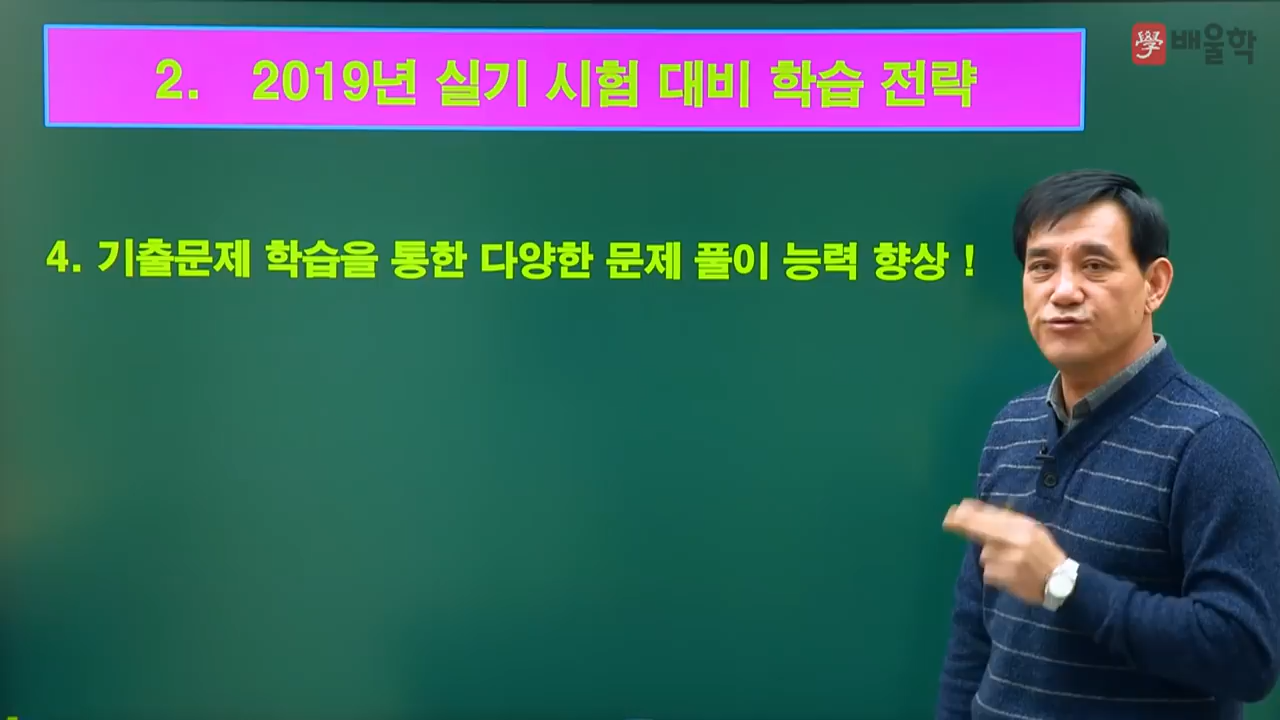 學배울학
2. 2019년 실기 시험 대비 학습 전략
4. 기출문제 학습을 통한 다양한 문제 풀이 능력 향상 !